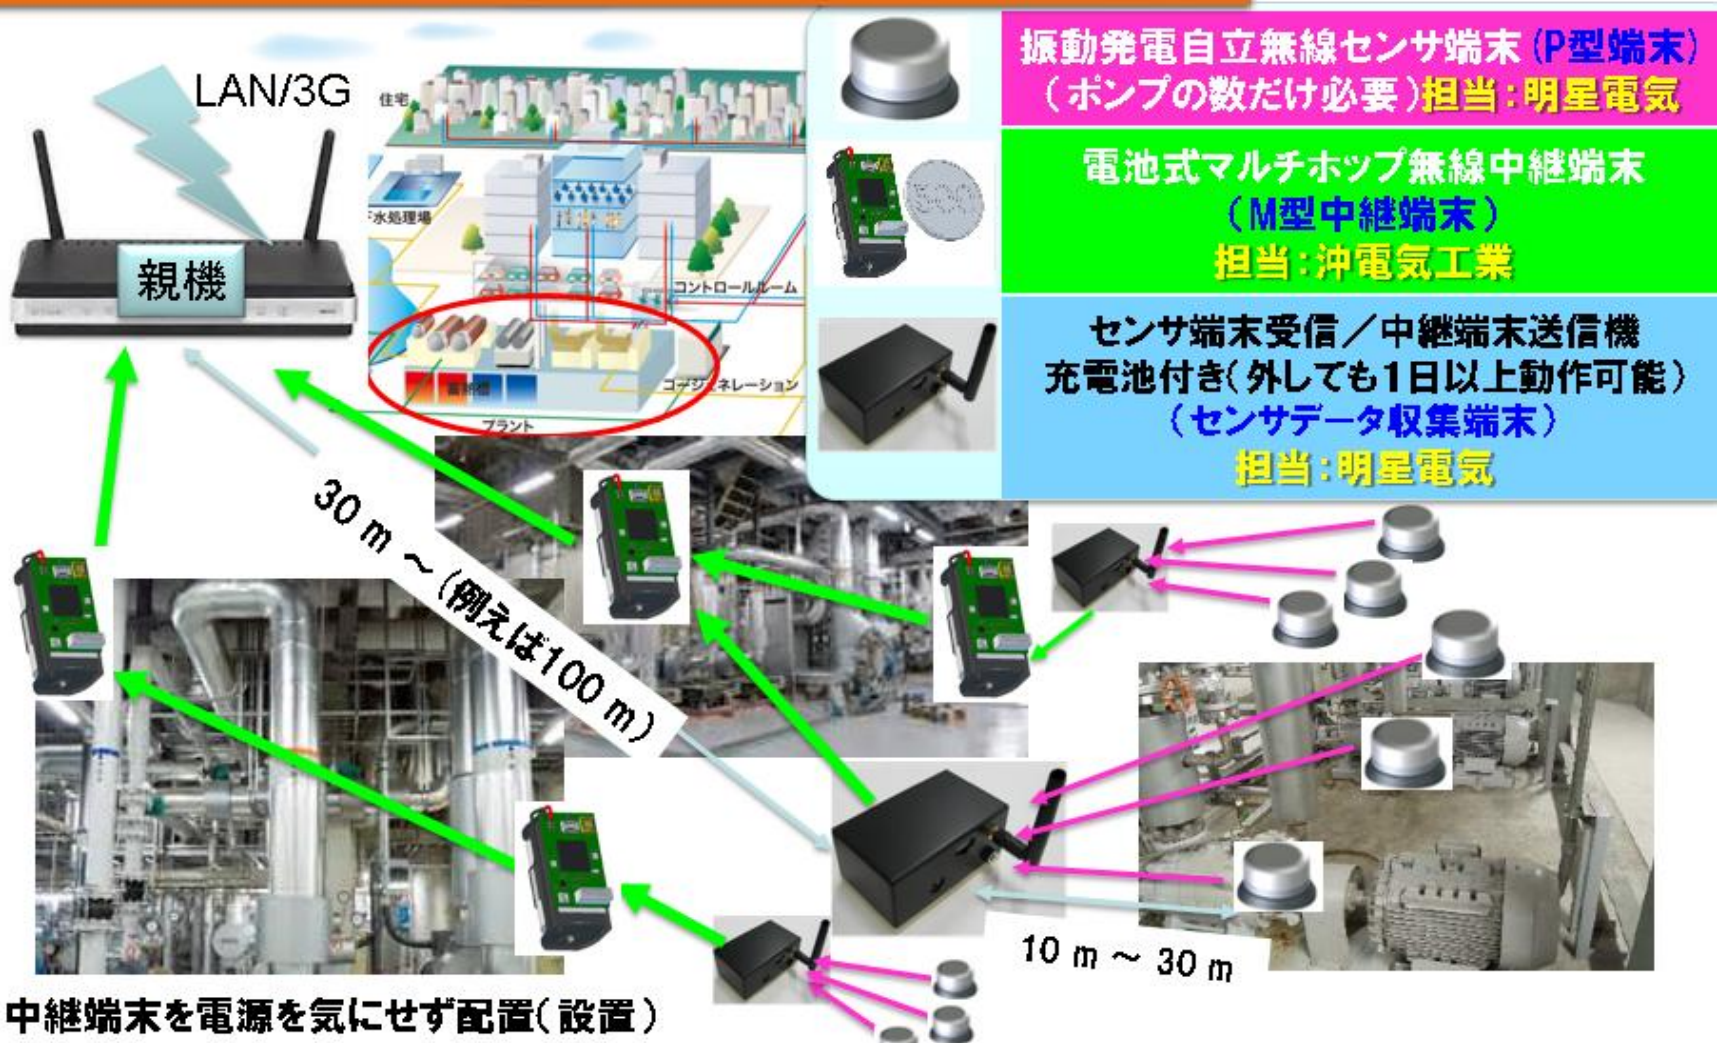 LAN/3G
親機
住宅
水処理場
コントロールルーム
コージェネレーション
プラント
振動発電自立無線センサ端末(P型端末)
(ポンプの数だけ必要)担当:明星電気
電池式マルチホップ無線中継端末
(M型中継端末)
担当:沖電気工業
センサ端末受信/中継端末送信機
充電池付き(外しても1日以上動作可能)
(センサデータ収集端末)
担当:明星電気
30 m ~(例えば100 m)
10 m ~ 30 m
中継端末を電源を気にせず配置(設置)